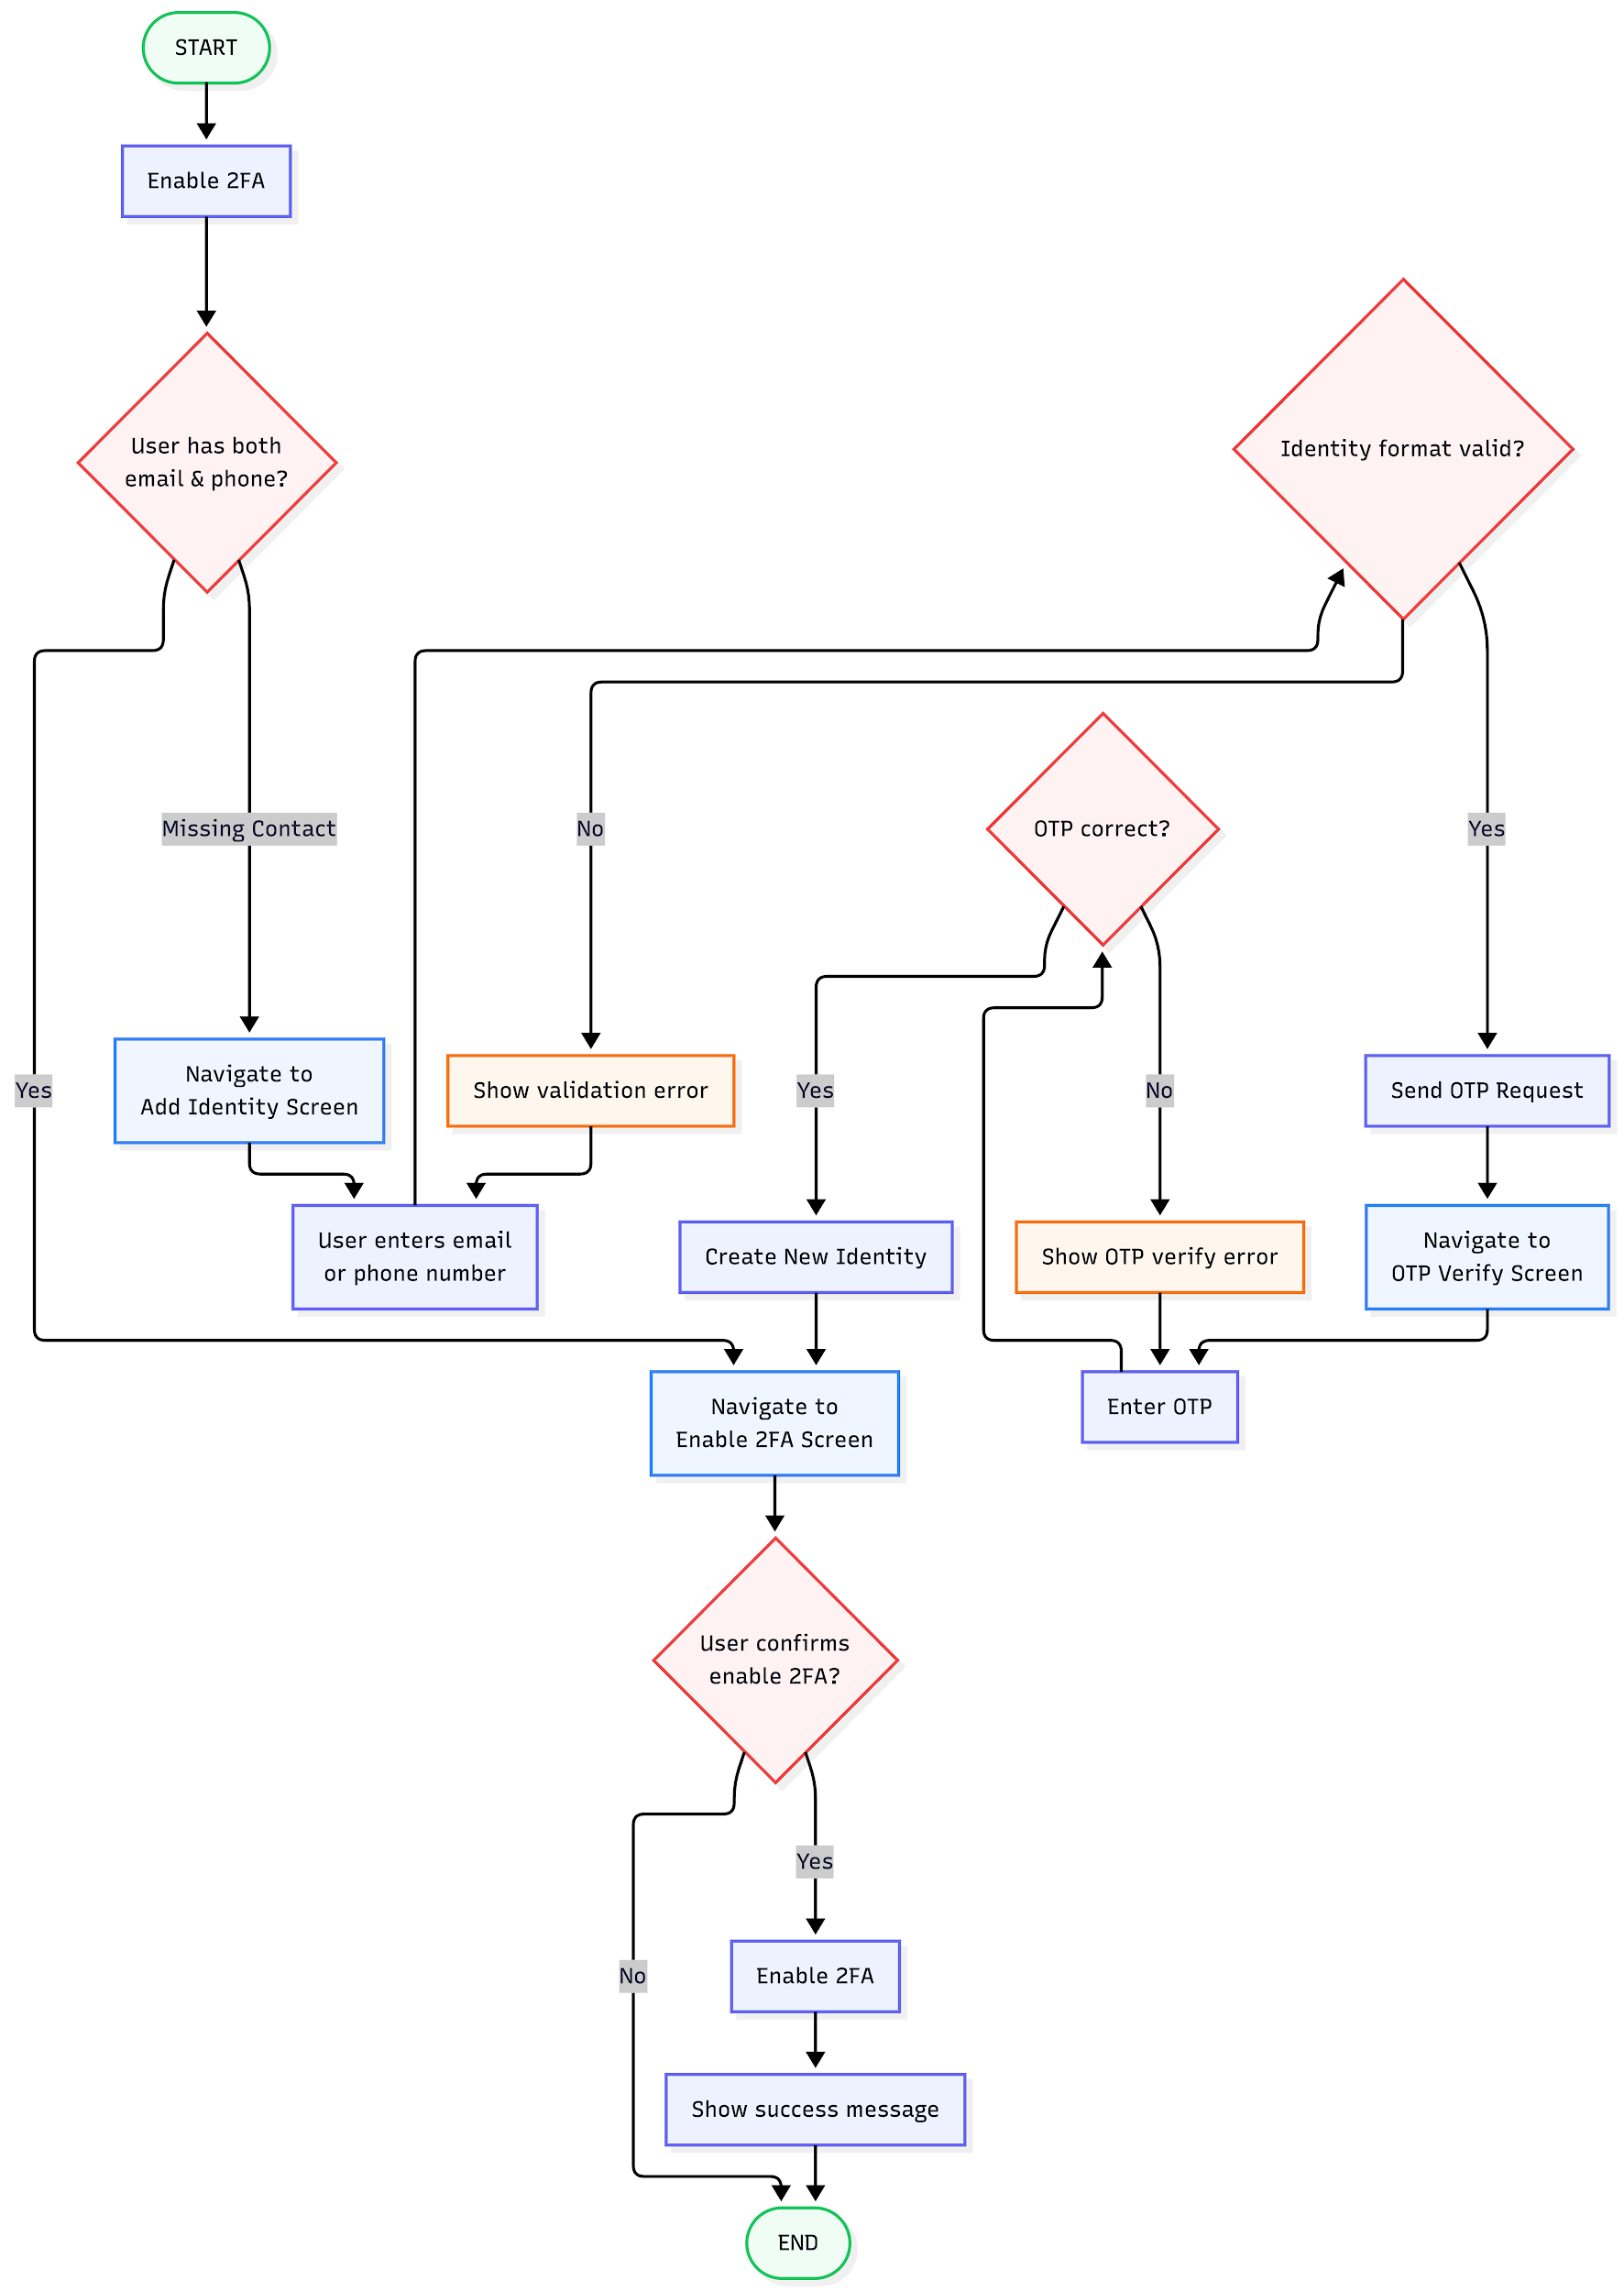 START
Enable 2FA
User has both
email & phone?
Identity format valid?
Missing Contact
No
OTP correct?
Yes
Yes
Navigate to
Add Identity Screen
Show validation error
Yes
No
Send OTP Request
User enters email
or phone number
Create New Identity
Show OTP verify error
Navigate to
OTP Verify Screen
Navigate to
Enable 2FA Screen
Enter OTP
User confirms
enable 2FA?
Yes
No
Enable 2FA
Show success message
END